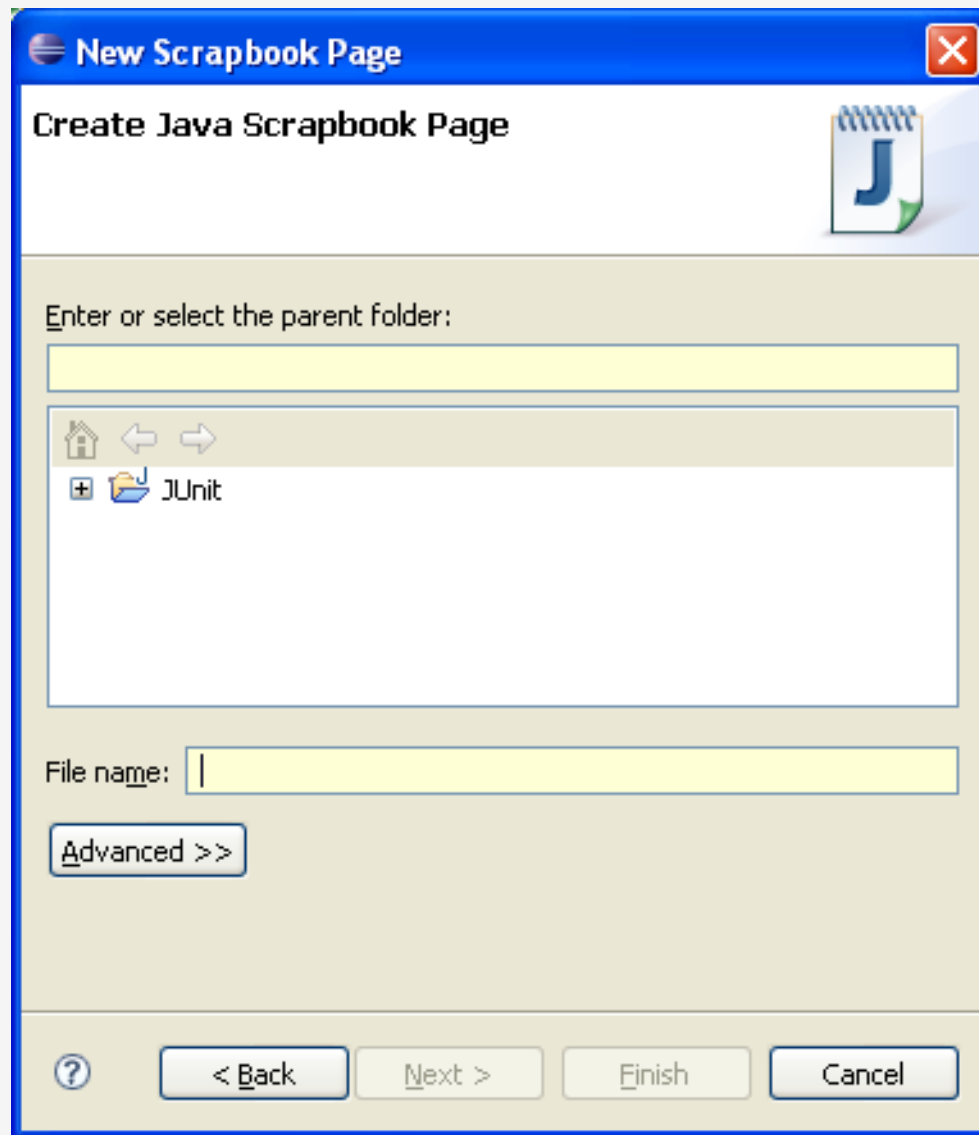 New Scrapbook Page
Create Java Scrapbook Page
J
Enter or select the parent folder:
JUnit
File name:
Advanced >>
? < Back Next > Finish Cancel